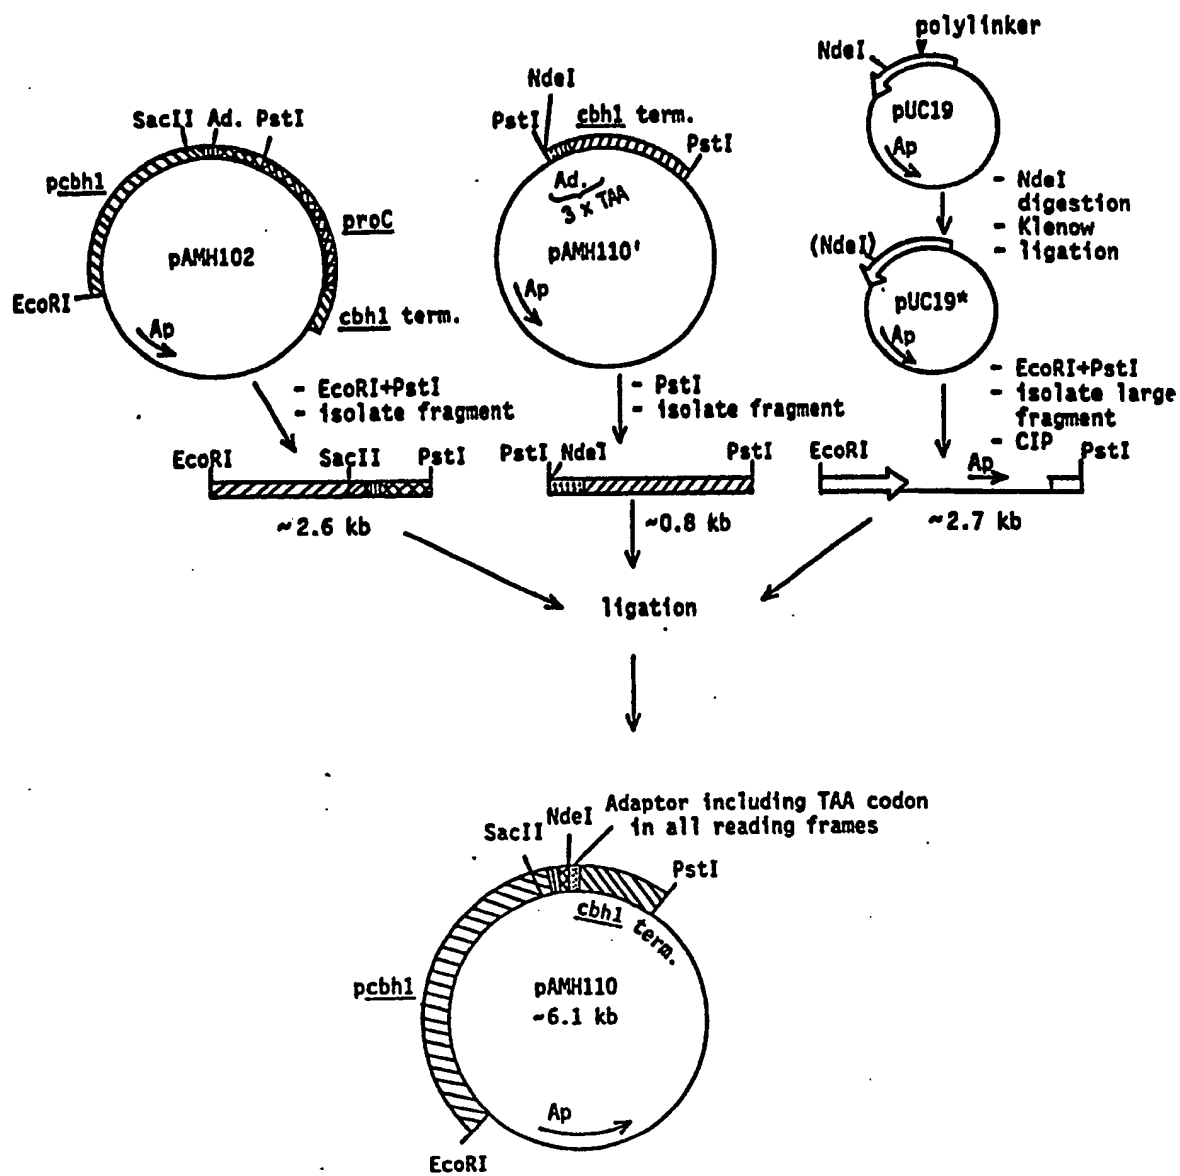 SacII Ad. PstI
pcbh1
proC
pAMH102
EcoRI
Ap
cbh1 term.
- EcoRI+PstI
- isolate fragment
NdeI
PstI
cbh1 term.
PstI
Ad.
3 x TAA
pAMH110'
Ap
- PstI
- isolate fragment
polylinker
NdeI
pUC19
Ap
- NdeI
digestion
- Klenow
- ligation
(NdeI)
pUC19*
Ap
- EcoRI+PstI
- isolate large
fragment
- CIP
EcoRI SacII PstI
~2.6 kb
PstI NdeI PstI
~0.8 kb
EcoRI Ap PstI
~2.7 kb
ligation
Adaptor including TAA codon
in all reading frames
SacII NdeI
PstI
cbh1 term.
pcbh1
pAMH110
~6.1 kb
Ap
EcoRI